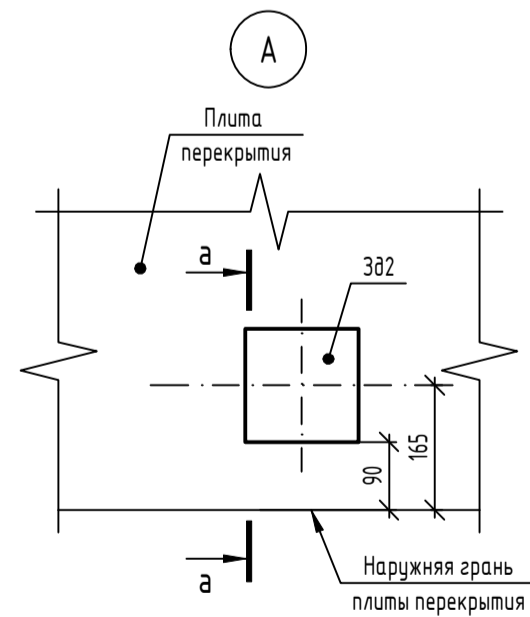 А
Плита
перекрытия
а
Зд2
165
90
а
Наружняя грань
плиты перекрытия